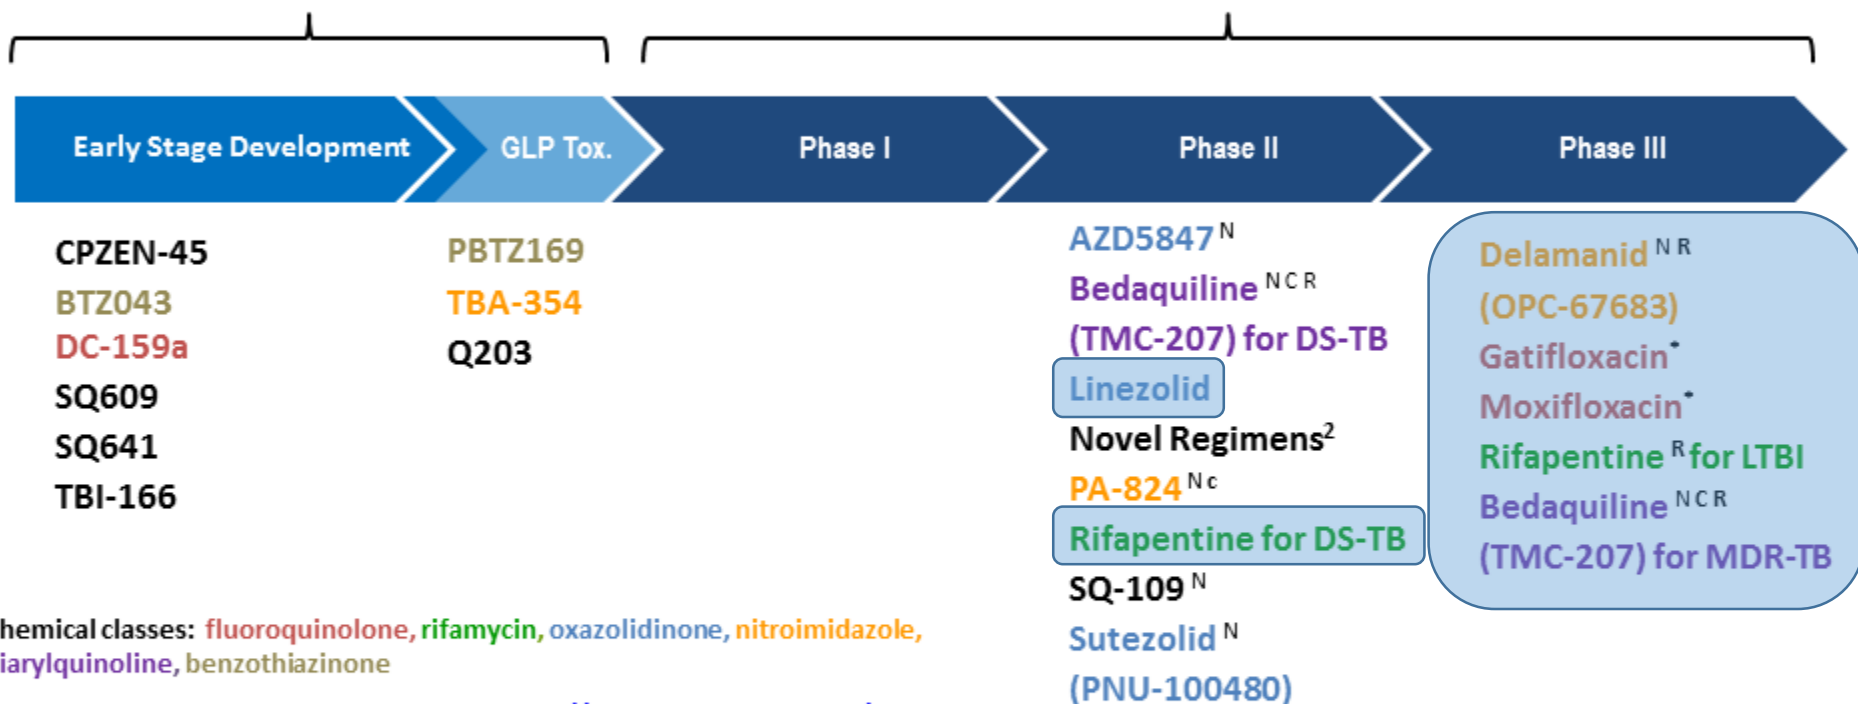 Early Stage Development
GLP Tox.
Phase I
Phase II
Phase III
CPZEN-45
BTZ043
DC-159a
SQ609
SQ641
TBI-166
PBTZ169
TBA-354
Q203
AZD5847 N
Bedaquiline N C R
(TMC-207) for DS-TB
Linezolid
Novel Regimens2
PA-824 N c
Rifapentine for DS-TB
SQ-109 N
Sutezolid N
(PNU-100480)
Delamanid N R
(OPC-67683)
Gatifloxacin*
Moxifloxacin*
Rifapentine R for LTBI
Bedaquiline N C R
(TMC-207) for MDR-TB
hemical classes: fluoroquinolone, rifamycin, oxazolidinone, nitroimidazole,
iarylquinoline, benzothiazinone